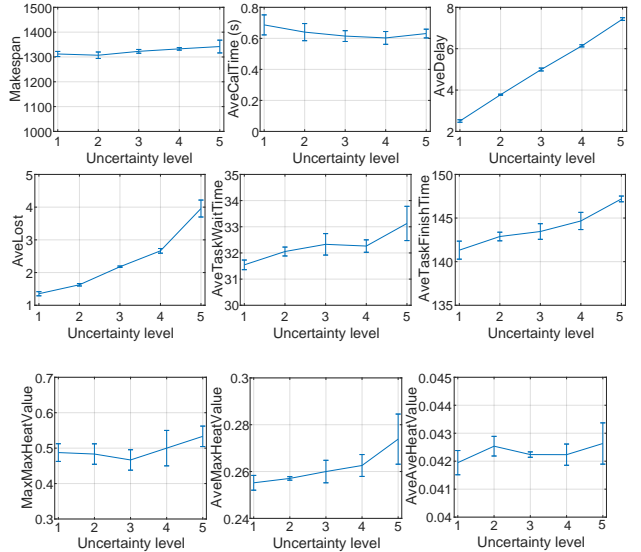 1500
1400
1300
1200
1100
1000
Makespan
1 2 3 4 5
Uncertainty level
0.8
0.6
0.4
0.2
0
AveCalTime (s)
1 2 3 4 5
Uncertainty level
8
6
4
2
AveDelay
1 2 3 4 5
Uncertainty level
5
4
3
2
1
AveLost
1 2 3 4 5
Uncertainty level
35
34
33
32
31
30
AveTaskWaitTime
1 2 3 4 5
Uncertainty level
150
145
140
135
AveTaskFinishTime
1 2 3 4 5
Uncertainty level
0.7
0.6
0.5
0.4
0.3
MaxMaxHeatValue
1 2 3 4 5
Uncertainty level
0.3
0.28
0.26
0.24
AveMaxHeatValue
1 2 3 4 5
Uncertainty level
0.045
0.044
0.043
0.042
0.041
0.04
AveAveHeatValue
1 2 3 4 5
Uncertainty level